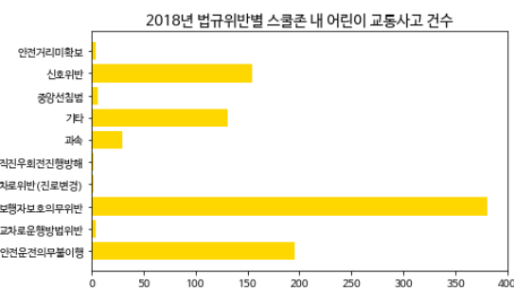 2018년 법규위반별 스쿨존 내 어린이 교통사고 건수
안전거리미확보
신호위반
중앙선침범
기타
과속
직진우회전진행방해
차로위반(진로변경)
보행자보호의무위반
교차로운행방법위반
안전운전의무불이행
0 50 100 150 200 250 300 350 400